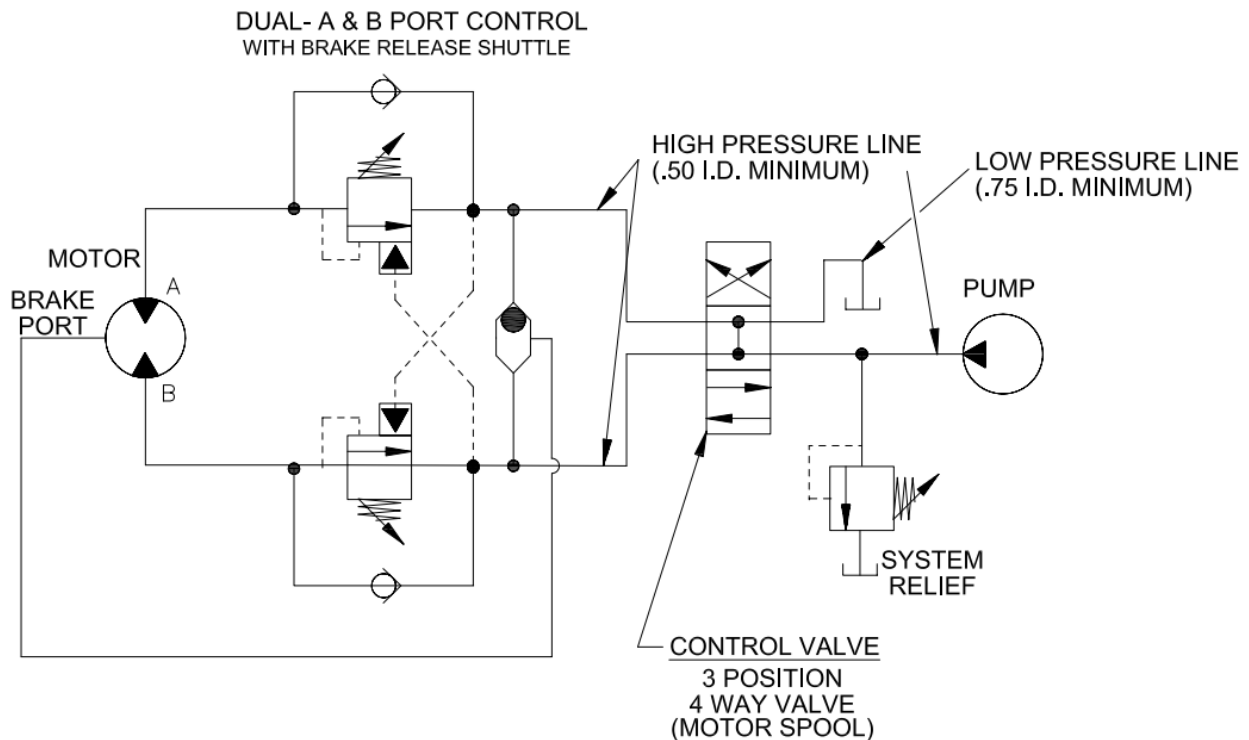 DUAL- A & B PORT CONTROL
WITH BRAKE RELEASE SHUTTLE
HIGH PRESSURE LINE
(.50 I.D. MINIMUM)
LOW PRESSURE LINE
(.75 I.D. MINIMUM)
MOTOR
A
BRAKE
PORT
B
PUMP
SYSTEM
RELIEF
CONTROL VALVE
3 POSITION
4 WAY VALVE
(MOTOR SPOOL)